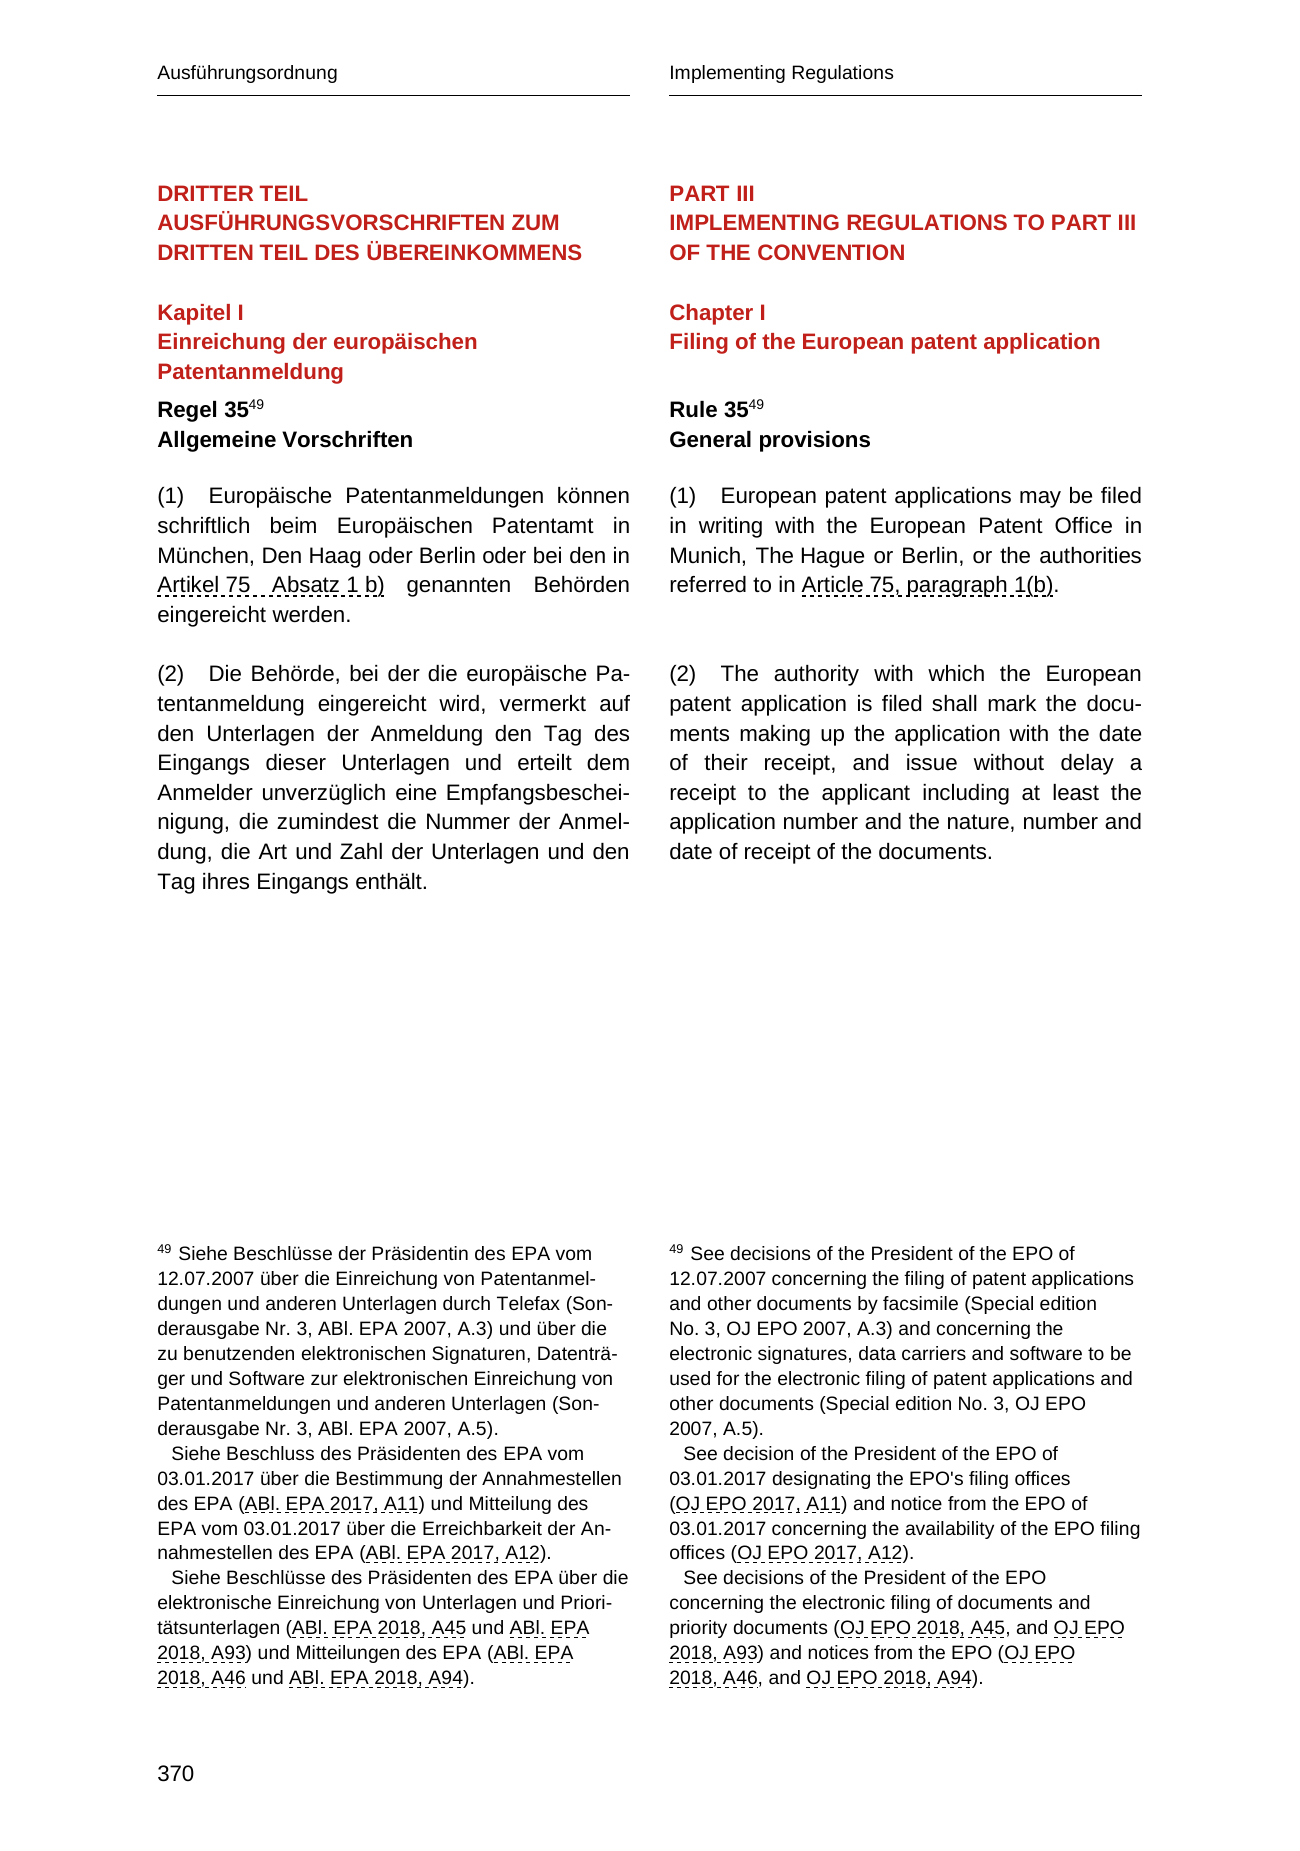 Ausführungsordnung
DRITTER TEIL
AUSFÜHRUNGSVORSCHRIFTEN ZUM
DRITTEN TEIL DES ÜBEREINKOMMENS
Kapitel I
Einreichung der europäischen
Patentanmeldung
Regel 35⁴⁹
Allgemeine Vorschriften
(1) Europäische Patentanmeldungen können
schriftlich beim Europäischen Patentamt in
München, Den Haag oder Berlin oder bei den in
Artikel 75 Absatz 1 b) genannten Behörden
eingereicht werden.
(2) Die Behörde, bei der die europäische Pa-
tentanmeldung eingereicht wird, vermerkt auf
den Unterlagen der Anmeldung den Tag des
Eingangs dieser Unterlagen und erteilt dem
Anmelder unverzüglich eine Empfangsbeschei-
nigung, die zumindest die Nummer der Anmel-
dung, die Art und Zahl der Unterlagen und den
Tag ihres Eingangs enthält.
⁴⁹ Siehe Beschlüsse der Präsidentin des EPA vom
12.07.2007 über die Einreichung von Patentanmel-
dungen und anderen Unterlagen durch Telefax (Son-
derausgabe Nr. 3, ABl. EPA 2007, A.3) und über die
zu benutzenden elektronischen Signaturen, Datenträ-
ger und Software zur elektronischen Einreichung von
Patentanmeldungen und anderen Unterlagen (Son-
derausgabe Nr. 3, ABl. EPA 2007, A.5).
Siehe Beschluss des Präsidenten des EPA vom
03.01.2017 über die Bestimmung der Annahmestellen
des EPA (ABl. EPA 2017, A11) und Mitteilung des
EPA vom 03.01.2017 über die Erreichbarkeit der An-
nahmestellen des EPA (ABl. EPA 2017, A12).
Siehe Beschlüsse des Präsidenten des EPA über die
elektronische Einreichung von Unterlagen und Priori-
tätsunterlagen (ABl. EPA 2018, A45 und ABl. EPA
2018, A93) und Mitteilungen des EPA (ABl. EPA
2018, A46 und ABl. EPA 2018, A94).
Implementing Regulations
PART III
IMPLEMENTING REGULATIONS TO PART III
OF THE CONVENTION
Chapter I
Filing of the European patent application
Rule 35⁴⁹
General provisions
(1) European patent applications may be filed
in writing with the European Patent Office in
Munich, The Hague or Berlin, or the authorities
referred to in Article 75, paragraph 1(b).
(2) The authority with which the European
patent application is filed shall mark the docu-
ments making up the application with the date
of their receipt, and issue without delay a
receipt to the applicant including at least the
application number and the nature, number and
date of receipt of the documents.
⁴⁹ See decisions of the President of the EPO of
12.07.2007 concerning the filing of patent applications
and other documents by facsimile (Special edition
No. 3, OJ EPO 2007, A.3) and concerning the
electronic signatures, data carriers and software to be
used for the electronic filing of patent applications and
other documents (Special edition No. 3, OJ EPO
2007, A.5).
See decision of the President of the EPO of
03.01.2017 designating the EPO's filing offices
(OJ EPO 2017, A11) and notice from the EPO of
03.01.2017 concerning the availability of the EPO filing
offices (OJ EPO 2017, A12).
See decisions of the President of the EPO
concerning the electronic filing of documents and
priority documents (OJ EPO 2018, A45, and OJ EPO
2018, A93) and notices from the EPO (OJ EPO
2018, A46, and OJ EPO 2018, A94).
370